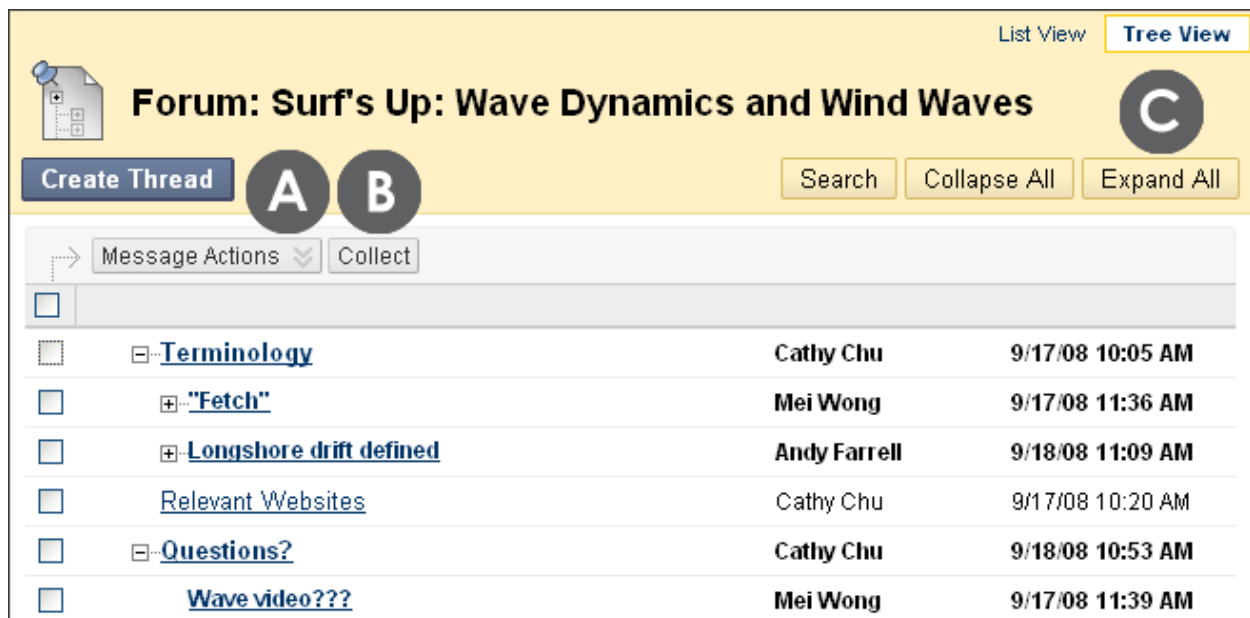 List View Tree View
Forum: Surf's Up: Wave Dynamics and Wind Waves
C
Create Thread A B Search Collapse All Expand All
Message Actions Collect
Terminology Cathy Chu 9/17/08 10:05 AM
"Fetch" Mei Wong 9/17/08 11:36 AM
Longshore drift defined Andy Farrell 9/18/08 11:09 AM
Relevant Websites Cathy Chu 9/17/08 10:20 AM
Questions? Cathy Chu 9/18/08 10:53 AM
Wave video??? Mei Wong 9/17/08 11:39 AM